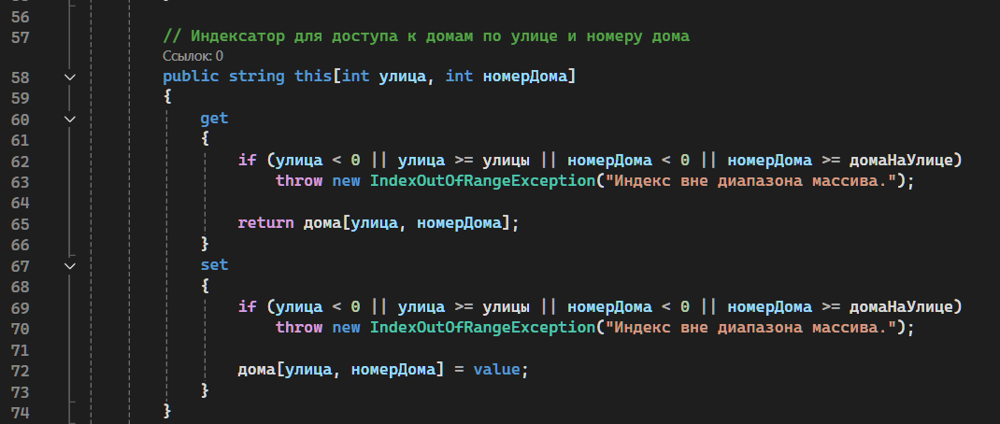 56
57 // Индексатор для доступа к домам по улице и номеру дома
Ссылок: 0
58 public string this[int улица, int номерДома]
59 {
60 get
61 {
62 if (улица < 0 || улица >= улицы || номерДома < 0 || номерДома >= домаНаУлице)
63 throw new IndexOutOfRangeException("Индекс вне диапазона массива.");
64
65 return дома[улица, номерДома];
66 }
67 set
68 {
69 if (улица < 0 || улица >= улицы || номерДома < 0 || номерДома >= домаНаУлице)
70 throw new IndexOutOfRangeException("Индекс вне диапазона массива.");
71
72 дома[улица, номерДома] = value;
73 }
74 }